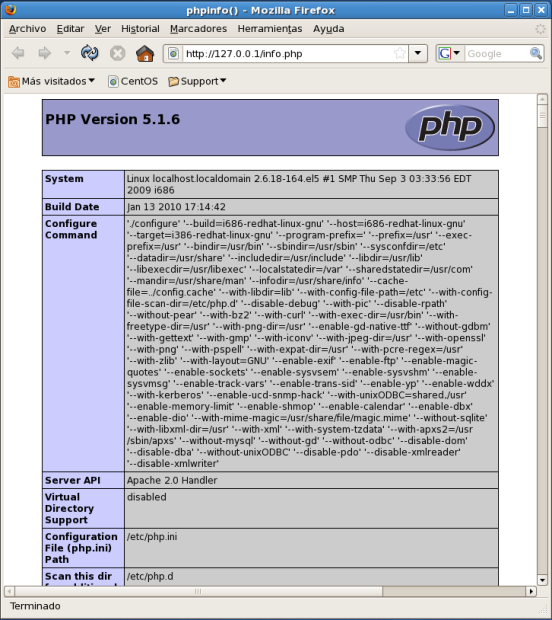 phpinfo() - Mozilla Firefox
Archivo Editar Ver Historial Marcadores Herramientas Ayuda
http://127.0.0.1/info.php
G Google
Más visitados CentOS Support
PHP Version 5.1.6
php
System Linux localhost.localdomain 2.6.18-164.el5 #1 SMP Thu Sep 3 03:33:56 EDT
2009 i686
Build Date Jan 13 2010 17:14:42
Configure
Command
'./configure' '--build=i686-redhat-linux-gnu' '--host=i686-redhat-linux-gnu'
'--target=i386-redhat-linux-gnu' '--program-prefix=' '--prefix=/usr' '--exec-
prefix=/usr' '--bindir=/usr/bin' '--sbindir=/usr/sbin' '--sysconfdir=/etc'
'--datadir=/usr/share' '--includedir=/usr/include' '--libdir=/usr/lib'
'--libexecdir=/usr/libexec' '--localstatedir=/var' '--sharedstatedir=/usr/com'
'--mandir=/usr/share/man' '--infodir=/usr/share/info' '--cache-
file=../config.cache' '--with-libdir=lib' '--with-config-file-path=/etc' '--with-config-
file-scan-dir=/etc/php.d' '--disable-debug' '--with-pic' '--disable-rpath'
'--without-pear' '--with-bz2' '--with-curl' '--with-exec-dir=/usr/bin' '--with-
freetype-dir=/usr' '--with-png-dir=/usr' '--enable-gd-native-ttf' '--without-gdbm'
'--with-gettext' '--with-gmp' '--with-iconv' '--with-jpeg-dir=/usr' '--with-openssl'
'--with-png' '--with-pspell' '--with-expat-dir=/usr' '--with-pcre-regex=/usr'
'--with-zlib' '--with-layout=GNU' '--enable-exif' '--enable-ftp' '--enable-magic-
quotes' '--enable-sockets' '--enable-sysvsem' '--enable-sysvshm' '--enable-
sysvmsg' '--enable-track-vars' '--enable-trans-sid' '--enable-yp' '--enable-wddx'
'--with-kerberos' '--enable-ucd-snmp-hack' '--with-unixODBC=shared,/usr'
'--enable-memory-limit' '--enable-shmop' '--enable-calendar' '--enable-dbx'
'--enable-dio' '--with-mime-magic=/usr/share/file/magic.mime' '--without-sqlite'
'--with-libxml-dir=/usr' '--with-xml' '--with-system-tzdata' '--with-apxs2=/usr
/sbin/apxs' '--without-mysql' '--without-gd' '--without-odbc' '--disable-dom'
'--disable-dba' '--without-unixODBC' '--disable-pdo' '--disable-xmlreader'
'--disable-xmlwriter'
Server API Apache 2.0 Handler
Virtual
Directory
Support
disabled
Configuration
File (php.ini)
Path
/etc/php.ini
Scan this dir /etc/php.d
Terminado